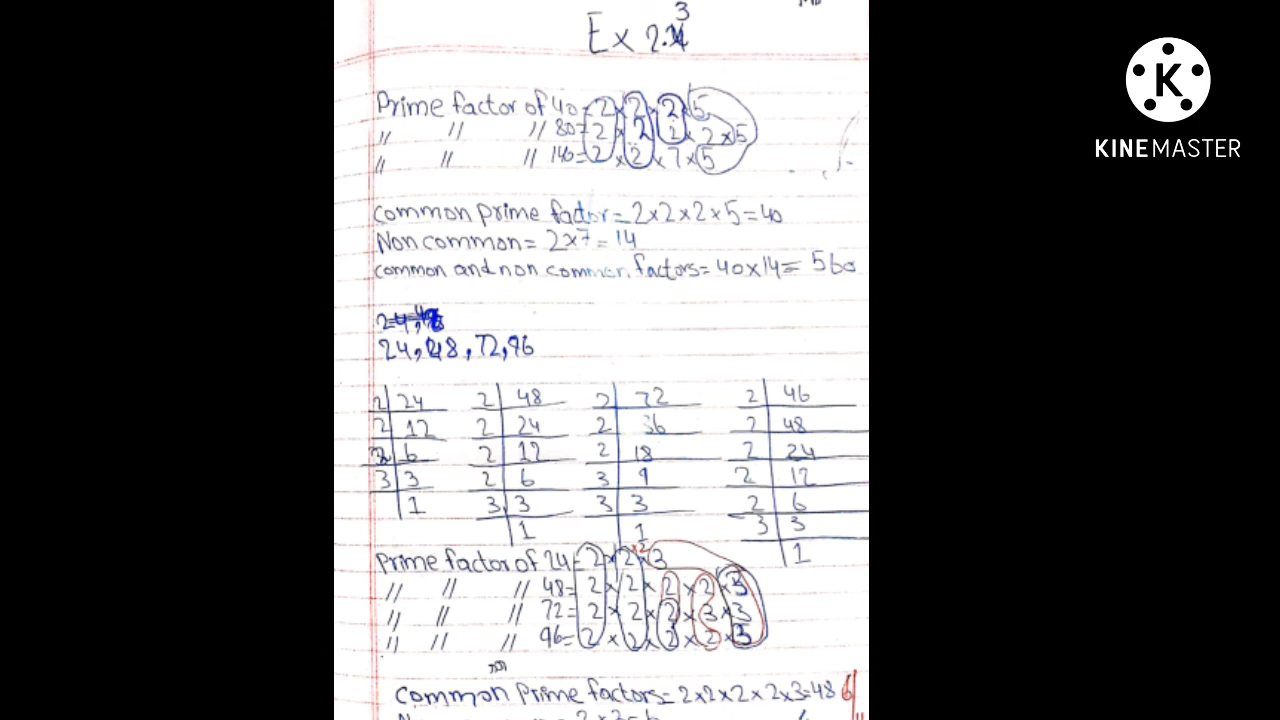 Ex 2.3
Prime factor of 40 = 2 × 2 × 2 × 5
" " " 80 = 2 × 2 × 2 × 2 × 5
" " " 140 = 2 × 2 × 7 × 5
Common prime factor = 2×2×2×5=40
Non common = 2×7 = 14
common and non common factors = 40×14 = 560
24, 48, 72, 96
2 24 2 48 2 72 2 46
2 12 2 24 2 36 2 48
2 6 2 12 2 18 2 24
3 3 2 6 3 9 2 12
1 3 3 3 3 2 6
1 1 3 3
1
×2
Prime factor of 24 = 2 × 2 × 3
" " " 48 = 2 × 2 × 2 × 2 × 3
" " " 72 = 2 × 2 × 2 × 3 × 3
" " " 96 = 2 × 2 × 2 × 2 × 3
Common Prime factors = 2×2×2×2×3=48
K
KINEMASTER